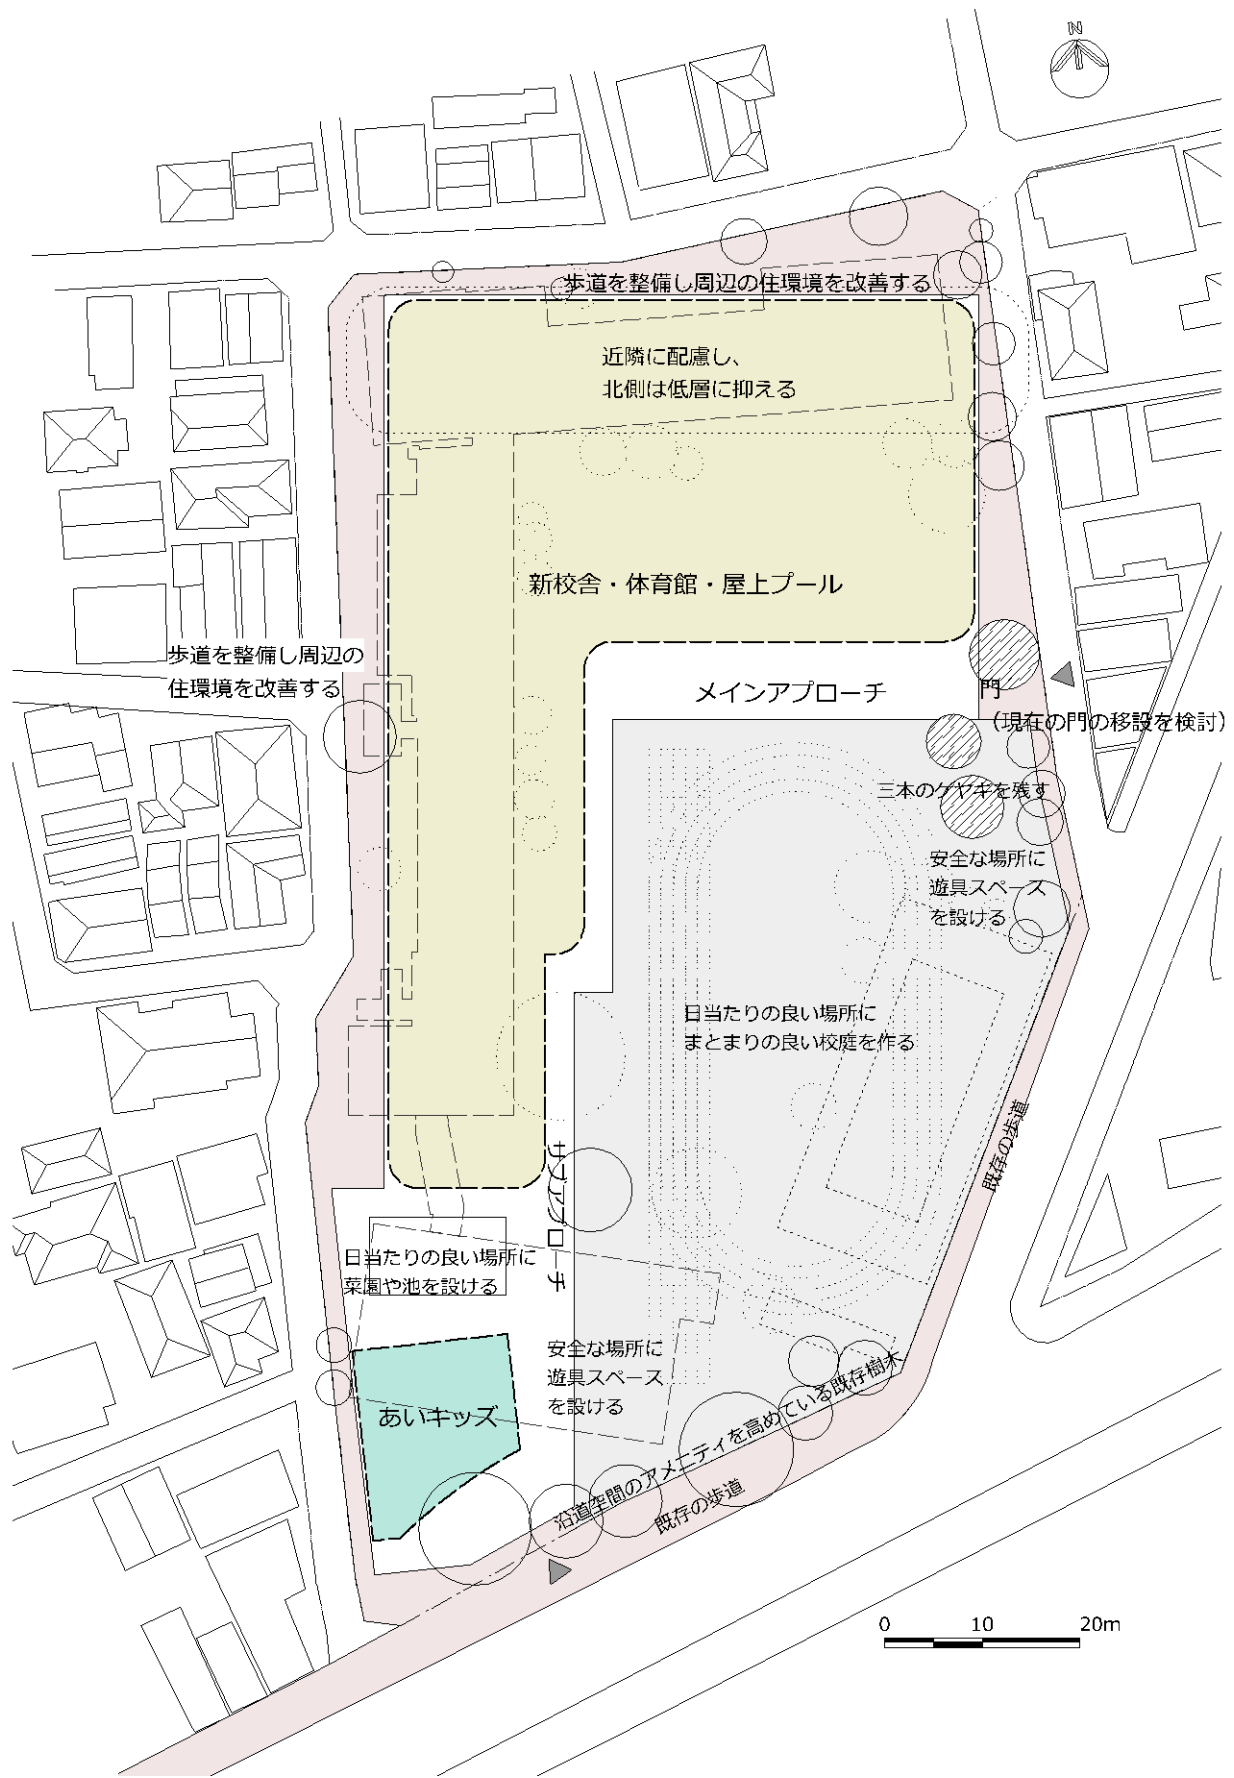 N
歩道を整備し周辺の住環境を改善する
近隣に配慮し、
北側は低層に抑える
新校舎・体育館・屋上プール
歩道を整備し周辺の
住環境を改善する
メインアプローチ
門
（現在の門の移設を検討）
三本のケヤキを残す
安全な場所に
遊具スペース
を設ける
日当たりの良い場所に
まとまりの良い校庭を作る
既存の歩道
サブアプローチ
日当たりの良い場所に
菜園や池を設ける
安全な場所に
遊具スペース
を設ける
あいキッズ
沿道空間のアメニティを高めている既存樹木
既存の歩道
0 10 20m